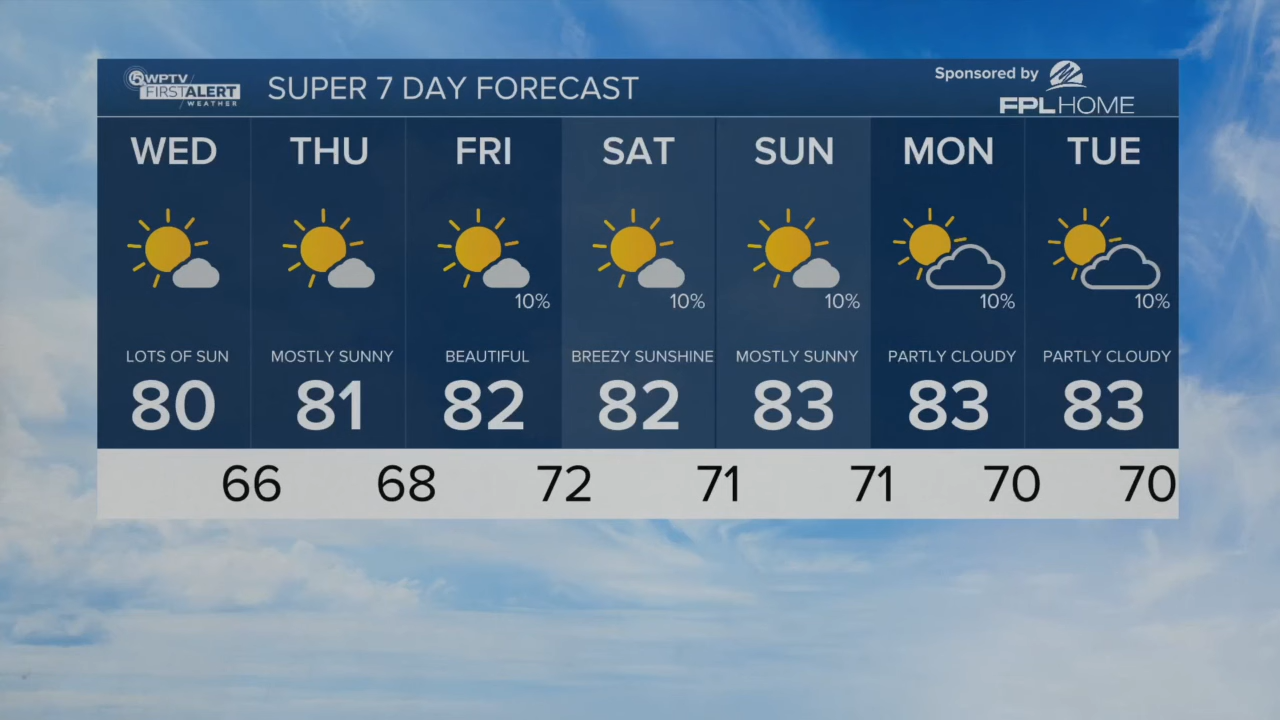 5 WPTV
FIRST ALERT
WEATHER
SUPER 7 DAY FORECAST
Sponsored by
FPL HOME
WED THU FRI SAT SUN MON TUE
10% 10% 10% 10% 10%
LOTS OF SUN MOSTLY SUNNY BEAUTIFUL BREEZY SUNSHINE MOSTLY SUNNY PARTLY CLOUDY PARTLY CLOUDY
80 81 82 82 83 83 83
66 68 72 71 71 70 70